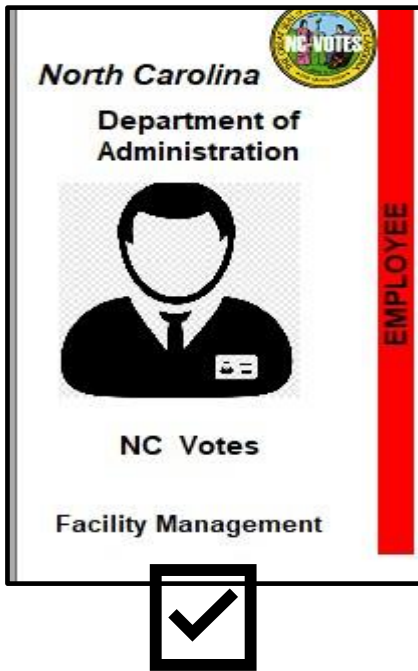 NC VOTES
North Carolina
Department of
Administration
EMPLOYEE
NC Votes
Facility Management